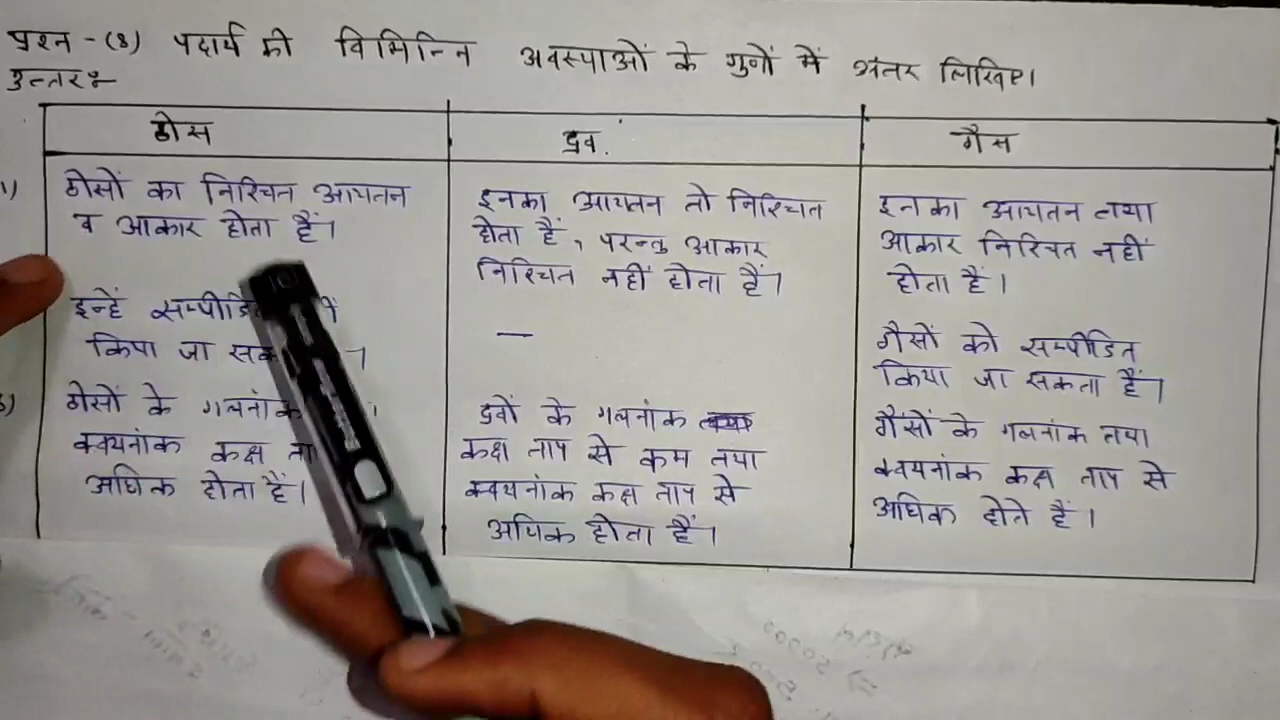 प्रश्न -(8) पदार्थ की विभिन्नि अवस्थाओं के गुनों में अंतर लिखिए।
उत्तर:-
ठोस
द्रव.
गैस
1)
ठोसों का निश्चित आयतन
व आकार होता हैं।
इनका आयतन तो निश्चित
होता हैं, परन्तु आकार
निश्चित नहीं होता हैं।
इनका आयतन तथा
आकार निश्चित नहीं
होता हैं।
इन्हें
किया जा
—
गैसों को सम्पीडित
किया जा सकता हैं।
ठोसों के गलनांक
क्वथनांक कक्ष
अधिक होता हैं।
द्रवों के गलनांक
कक्ष ताप से कम तथा
क्वथनांक कक्ष ताप से
अधिक होता हैं।
गैसों के गलनांक तथा
क्वथनांक कक्ष ताप से
अधिक होते हैं।